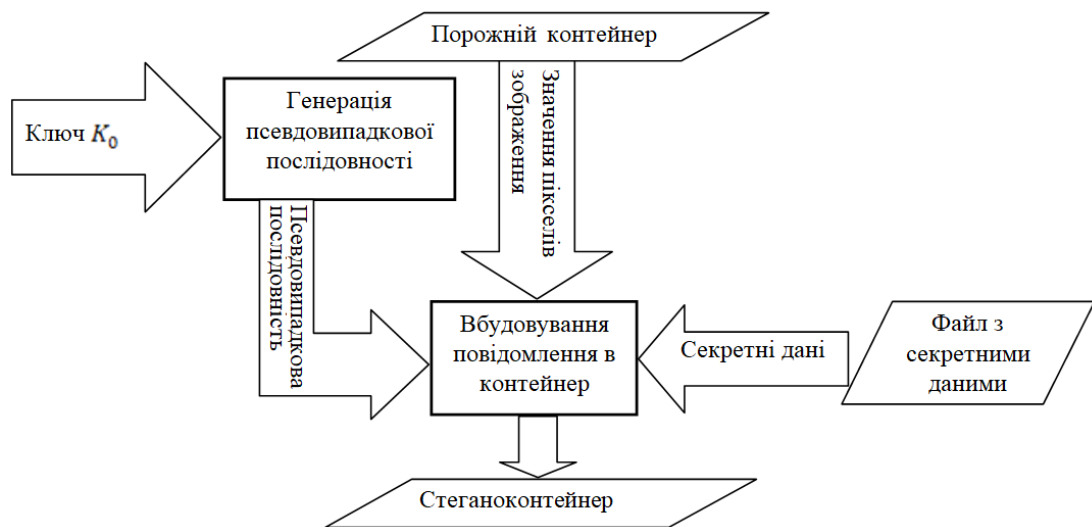 Порожній контейнер
Ключ K₀
Генерація
псевдовипадкової
послідовності
Значення пікселів
зображення
Псевдовипадкова
послідовність
Вбудовування
повідомлення в
контейнер
Секретні дані
Файл з
секретними
даними
Стеганоконтейнер